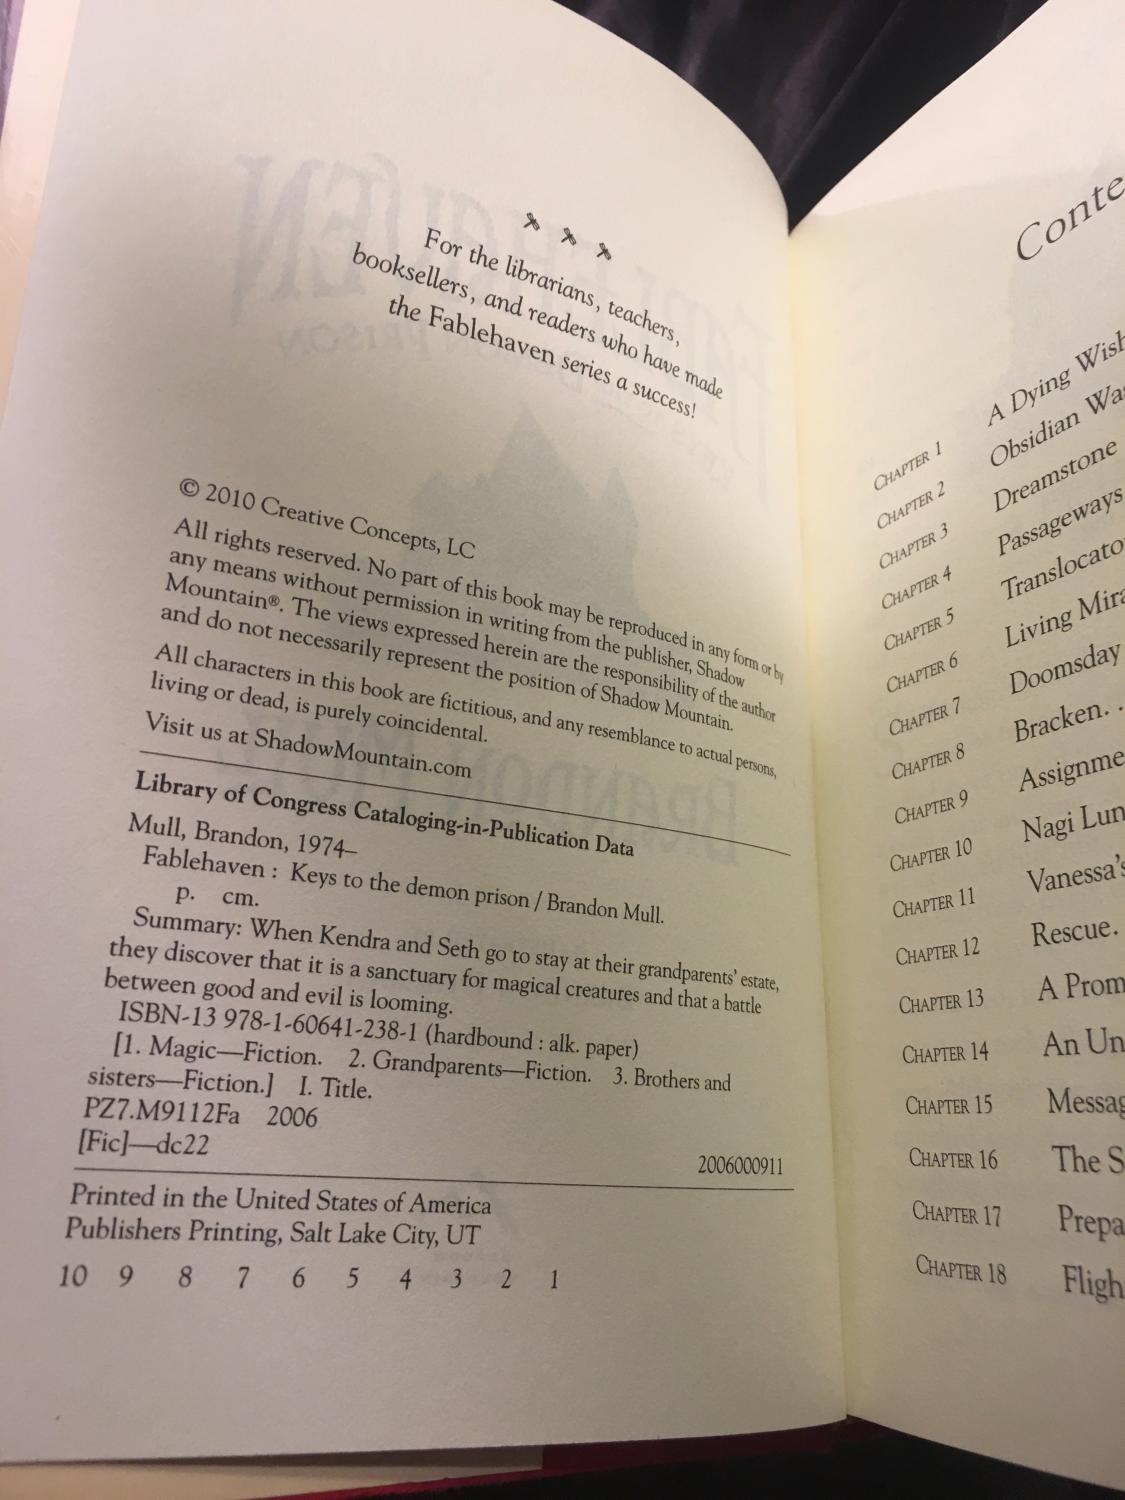 For the librarians, teachers,
booksellers, and readers who have made
the Fablehaven series a success!
© 2010 Creative Concepts, LC
All rights reserved. No part of this book may be reproduced in any form or by
any means without permission in writing from the publisher, Shadow
Mountain®. The views expressed herein are the responsibility of the author
and do not necessarily represent the position of Shadow Mountain.
All characters in this book are fictitious, and any resemblance to actual persons,
living or dead, is purely coincidental.
Visit us at ShadowMountain.com
Library of Congress Cataloging-in-Publication Data
Mull, Brandon, 1974–
Fablehaven : Keys to the demon prison / Brandon Mull.
p. cm.
Summary: When Kendra and Seth go to stay at their grandparents' estate,
they discover that it is a sanctuary for magical creatures and that a battle
between good and evil is looming.
ISBN-13 978-1-60641-238-1 (hardbound : alk. paper)
[1. Magic—Fiction. 2. Grandparents—Fiction. 3. Brothers and
sisters—Fiction.] I. Title.
PZ7.M9112Fa 2006
[Fic]—dc22
2006000911
Printed in the United States of America
Publishers Printing, Salt Lake City, UT
10 9 8 7 6 5 4 3 2 1
Conte
Chapter 1 A Dying Wish
Chapter 2 Obsidian Was
Chapter 3 Dreamstone
Chapter 4 Passageways
Chapter 5 Translocato
Chapter 6 Living Mira
Chapter 7 Doomsday
Chapter 8 Bracken. .
Chapter 9 Assignme
Chapter 10 Nagi Lun
Chapter 11 Vanessa's
Chapter 12 Rescue.
Chapter 13 A Prom
Chapter 14 An Un
Chapter 15 Messag
Chapter 16 The S
Chapter 17 Prepa
Chapter 18 Fligh